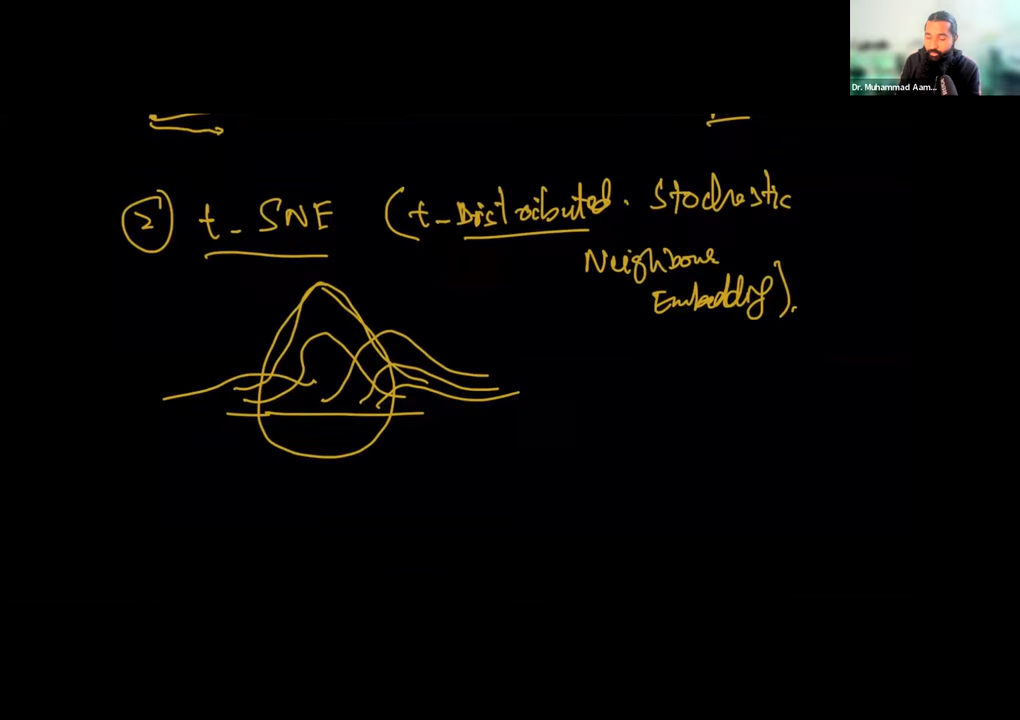 Dr. Muhammad Aam...
2 t-SNE (t-Distributed. Stochastic
Neighbour
Embedding).